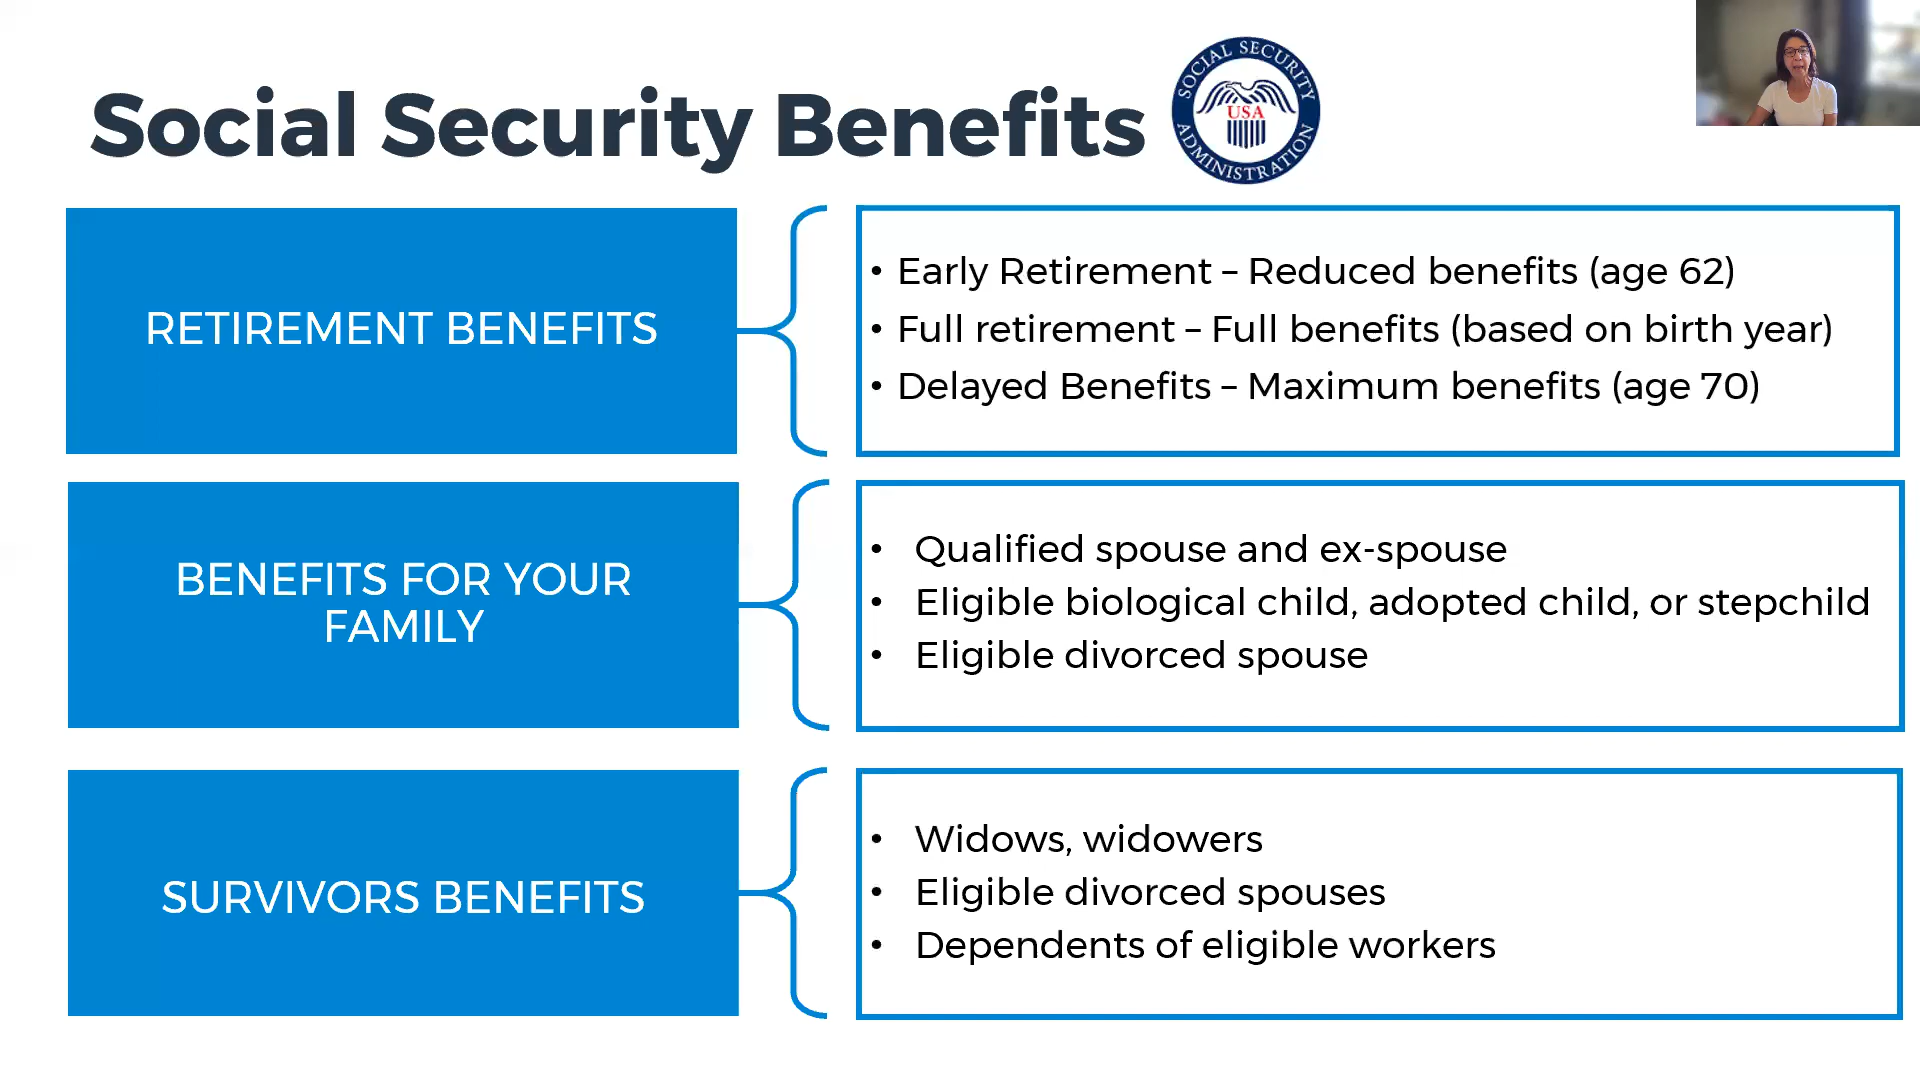 Social Security Benefits
SOCIAL SECURITY
USA
ADMINISTRATION
RETIREMENT BENEFITS
• Early Retirement – Reduced benefits (age 62)
• Full retirement – Full benefits (based on birth year)
• Delayed Benefits – Maximum benefits (age 70)
BENEFITS FOR YOUR
FAMILY
• Qualified spouse and ex-spouse
• Eligible biological child, adopted child, or stepchild
• Eligible divorced spouse
SURVIVORS BENEFITS
• Widows, widowers
• Eligible divorced spouses
• Dependents of eligible workers